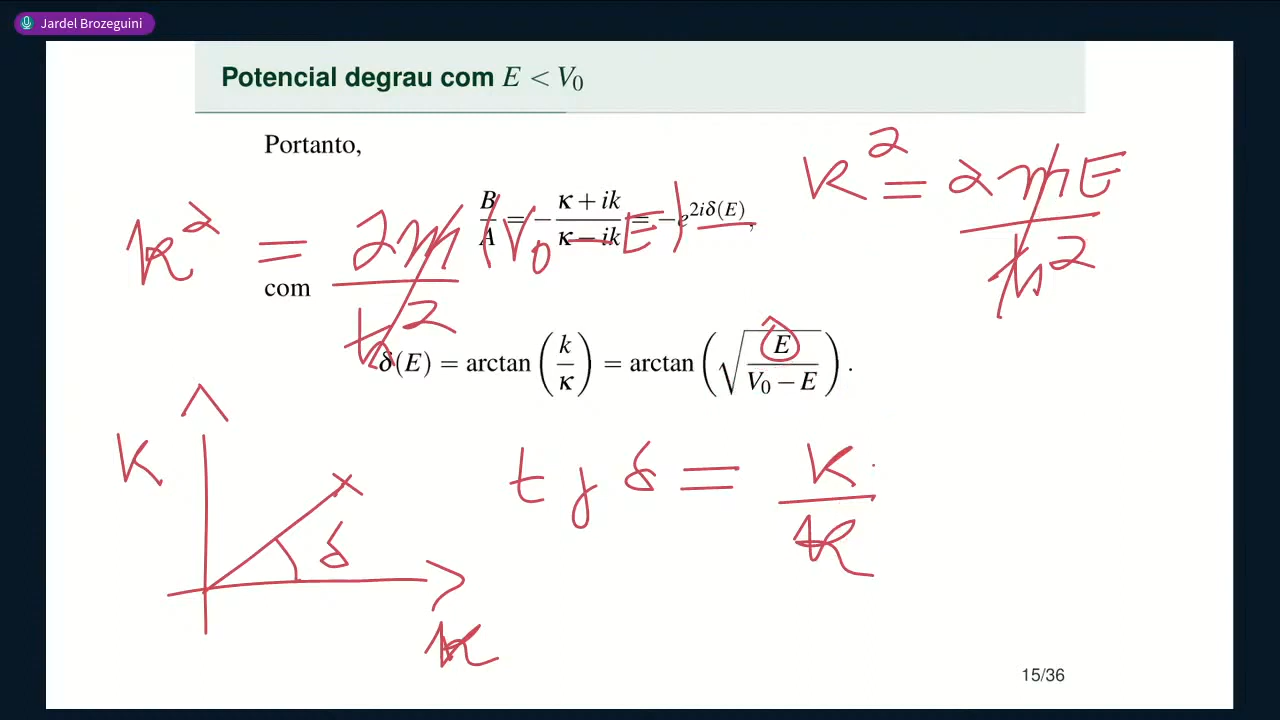 Jardel Brozeguini
Potencial degrau com E < V₀
Portanto,
B/A = − (κ + ik)/(κ − ik) = −e^{2iδ(E)},
κ² = 2m/ħ² (V₀ − E)
k² = 2mE/ħ²
com
δ(E) = arctan (k/κ) = arctan (√(E/(V₀ − E))).
k
δ
κ
tg δ = k/κ
15/36